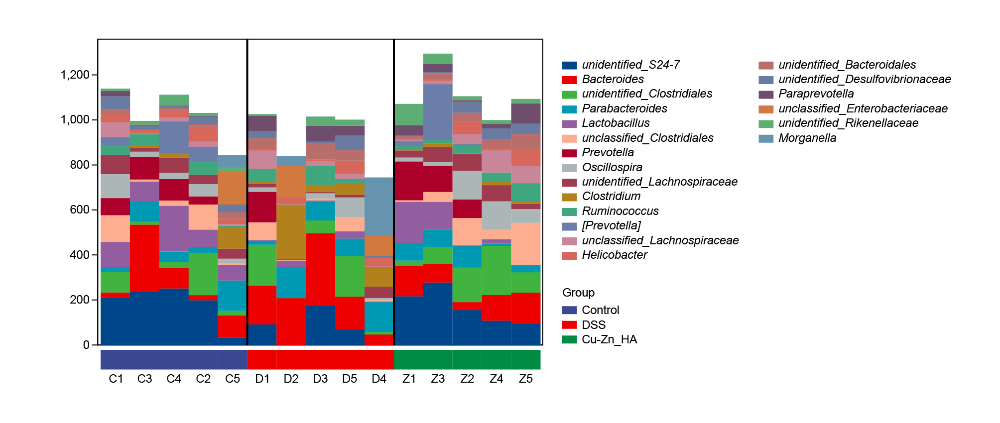 1,200
1,000
800
600
400
200
0
C1 C3 C4 C2 C5 D1 D2 D3 D5 D4 Z1 Z3 Z2 Z4 Z5
unidentified_S24-7
Bacteroides
unidentified_Clostridiales
Parabacteroides
Lactobacillus
unclassified_Clostridiales
Prevotella
Oscillospira
unidentified_Lachnospiraceae
Clostridium
Ruminococcus
[Prevotella]
unclassified_Lachnospiraceae
Helicobacter
unidentified_Bacteroidales
unidentified_Desulfovibrionaceae
Paraprevotella
unclassified_Enterobacteriaceae
unidentified_Rikenellaceae
Morganella
Group
Control
DSS
Cu-Zn_HA